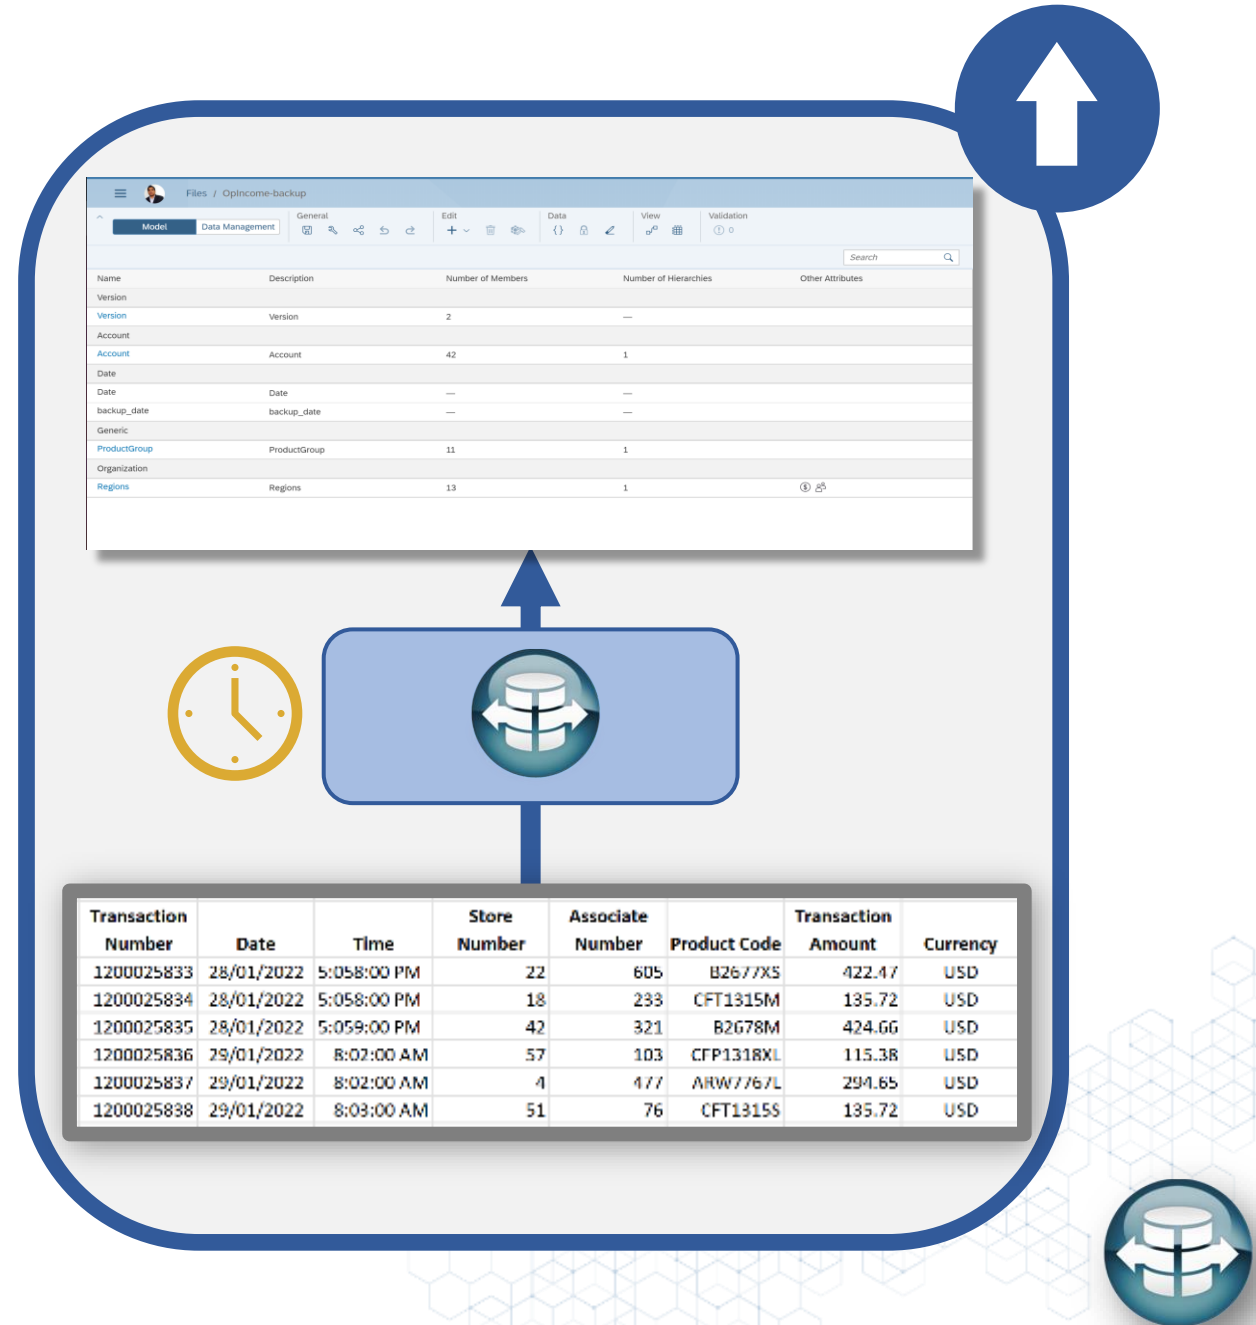 Files / OpIncome-backup
General Edit Data View Validation
Model Data Management 0
Search
Name Description Number of Members Number of Hierarchies Other Attributes
Version
Version Version 2 —
Account
Account Account 42 1
Date
Date Date — —
backup_date backup_date — —
Generic
ProductGroup ProductGroup 11 1
Organization
Regions Regions 13 1
Transaction Store Associate Transaction
Number Date Time Number Number Product Code Amount Currency
1200025833 28/01/2022 5:058:00 PM 22 605 B2677XS 422.47 USD
1200025834 28/01/2022 5:058:00 PM 18 233 CFT1315M 135.72 USD
1200025835 28/01/2022 5:059:00 PM 42 321 B2678M 424.66 USD
1200025836 29/01/2022 8:02:00 AM 57 103 CFP1318XL 115.38 USD
1200025837 29/01/2022 8:02:00 AM 4 477 ARW7767L 294.65 USD
1200025838 29/01/2022 8:03:00 AM 51 76 CFT1315S 135.72 USD